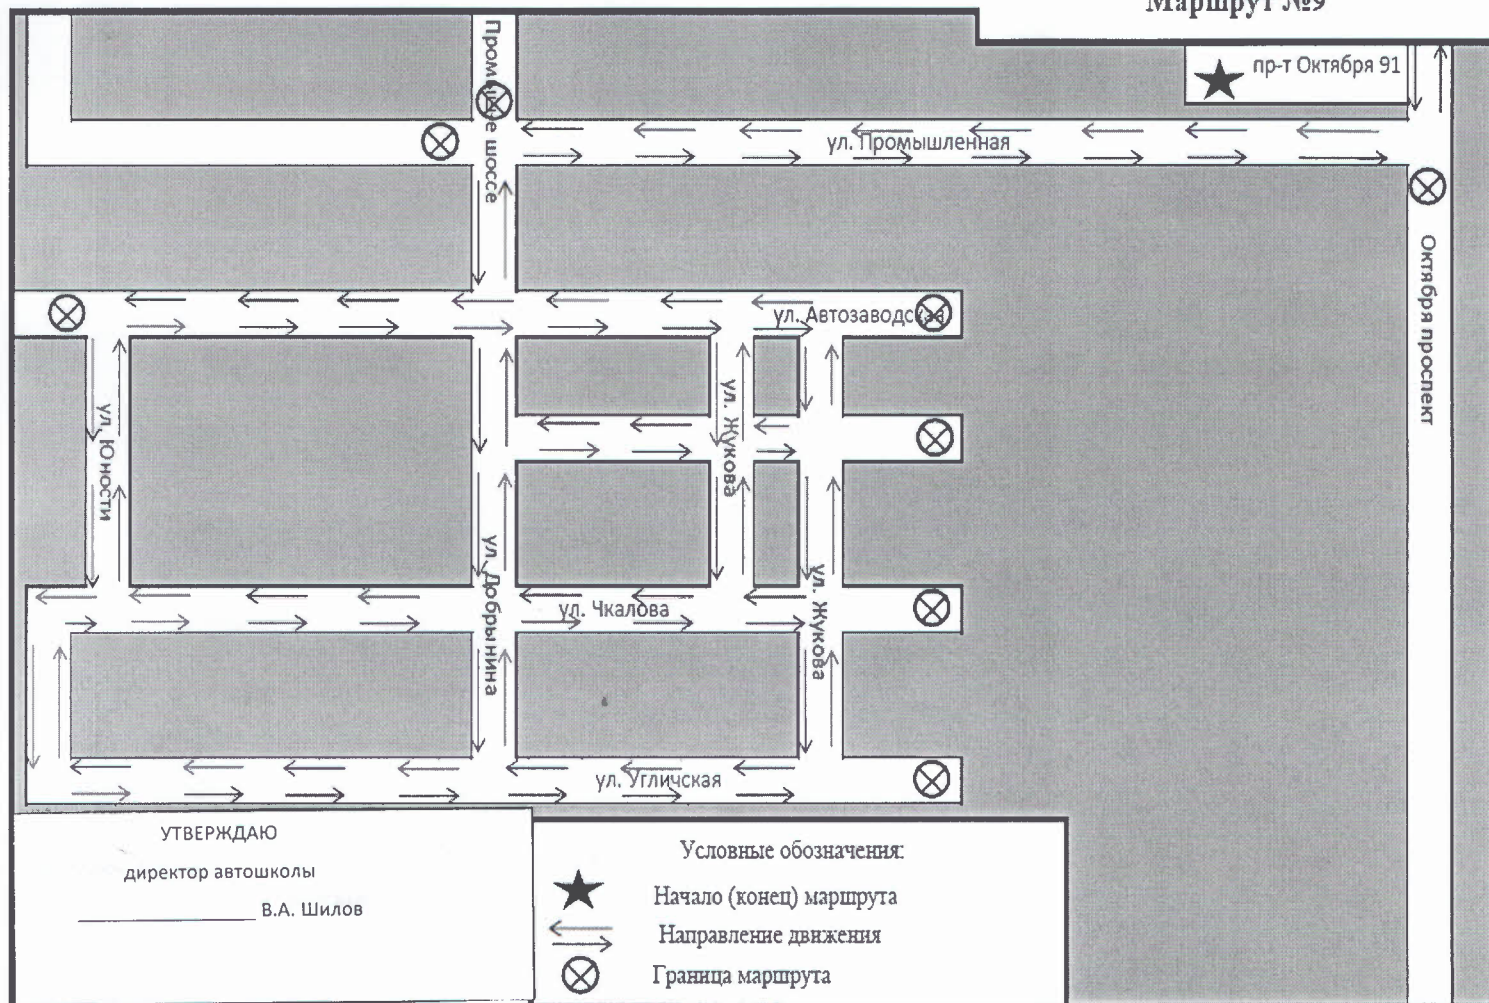 Маршрут №9
пр-т Октября 91
ул. Промышленная
шоссе
Октября проспект
ул. Автозаводская
ул. Жукова
ул. Юности
ул. Добрынина
ул. Чкалова
ул. Жукова
ул. Угличская
УТВЕРЖДАЮ
директор автошколы
В.А. Шилов
Условные обозначения:
Начало (конец) маршрута
Направление движения
Граница маршрута